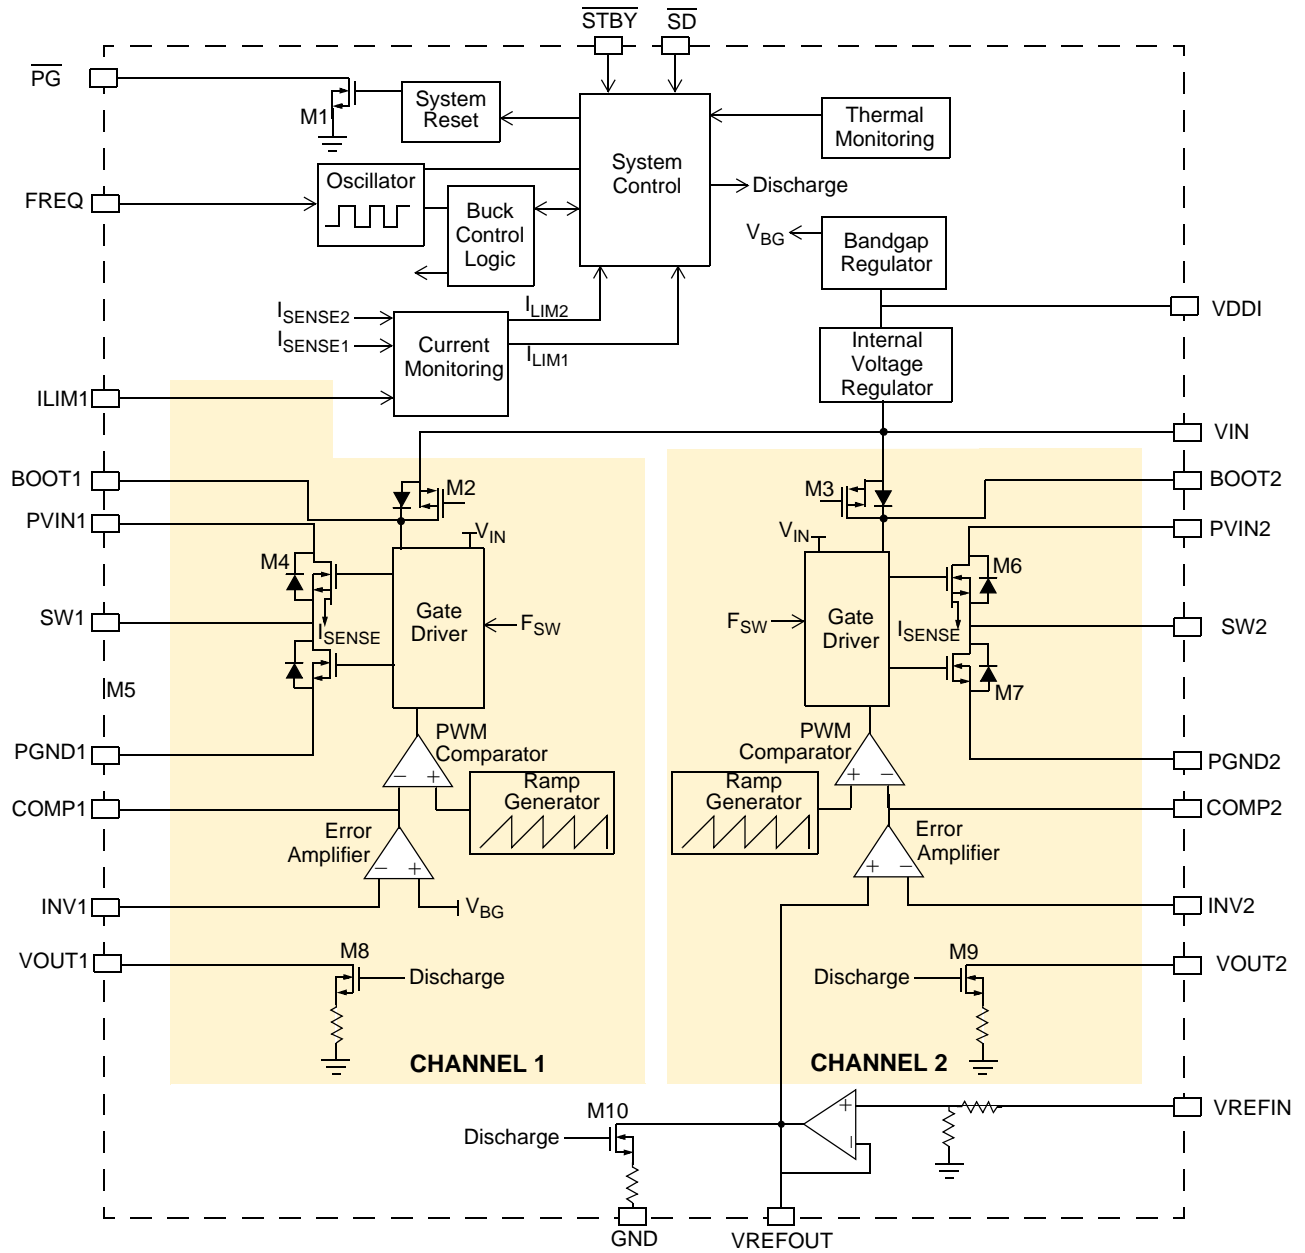 STBY
SD
PG
M1
System
Reset
Thermal
Monitoring
System
Control
Discharge
FREQ
Oscillator
Buck
Control
Logic
VBG
Bandgap
Regulator
VDDI
ISENSE2
ISENSE1
ILIM2
ILIM1
Current
Monitoring
Internal
Voltage
Regulator
ILIM1
VIN
BOOT1
M2
M3
BOOT2
PVIN1
VIN
VIN
PVIN2
M4
M6
Gate
Driver
FSW
FSW
Gate
Driver
SW1
ISENSE
ISENSE
SW2
M5
M7
PGND1
PWM
Comparator
PWM
Comparator
PGND2
COMP1
− +
Ramp
Generator
Ramp
Generator
+ −
COMP2
Error
Amplifier
Error
Amplifier
− +
+ −
INV1
VBG
INV2
VOUT1
M8
Discharge
Discharge
M9
VOUT2
CHANNEL 1
CHANNEL 2
M10
Discharge
+
−
VREFIN
GND
VREFOUT